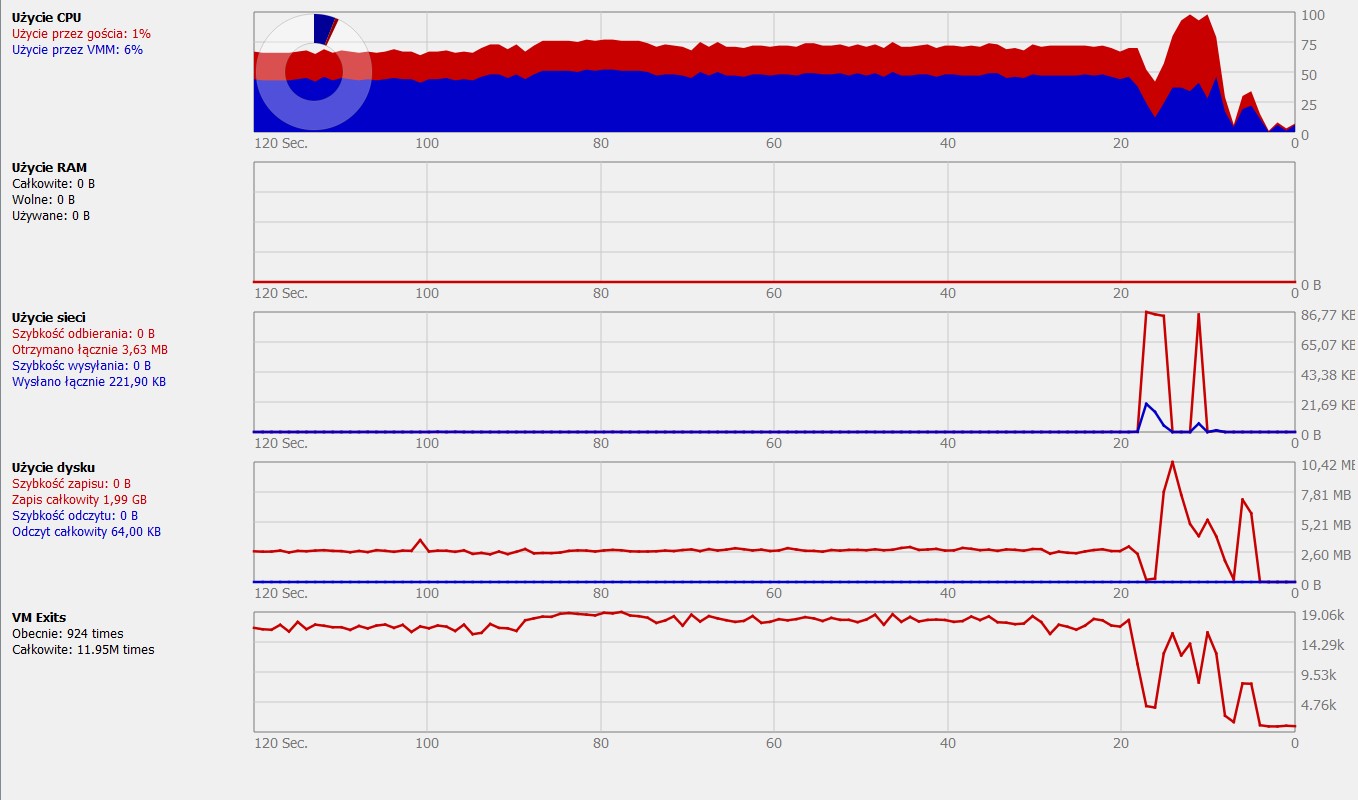 Użycie CPU
Użycie przez gościa: 1%
Użycie przez VMM: 6%
100
75
50
25
0
120 Sec.
100
80
60
40
20
0
Użycie RAM
Całkowite: 0 B
Wolne: 0 B
Używane: 0 B
0 B
120 Sec.
100
80
60
40
20
0
Użycie sieci
Szybkość odbierania: 0 B
Otrzymano łącznie 3,63 MB
Szybkośc wysyłania: 0 B
Wysłano łącznie 221,90 KB
86,77 KB
65,07 KB
43,38 KB
21,69 KB
0 B
120 Sec.
100
80
60
40
20
0
Użycie dysku
Szybkość zapisu: 0 B
Zapis całkowity 1,99 GB
Szybkość odczytu: 0 B
Odczyt całkowity 64,00 KB
10,42 MB
7,81 MB
5,21 MB
2,60 MB
0 B
120 Sec.
100
80
60
40
20
0
VM Exits
Obecnie: 924 times
Całkowite: 11.95M times
19.06k
14.29k
9.53k
4.76k
120 Sec.
100
80
60
40
20
0